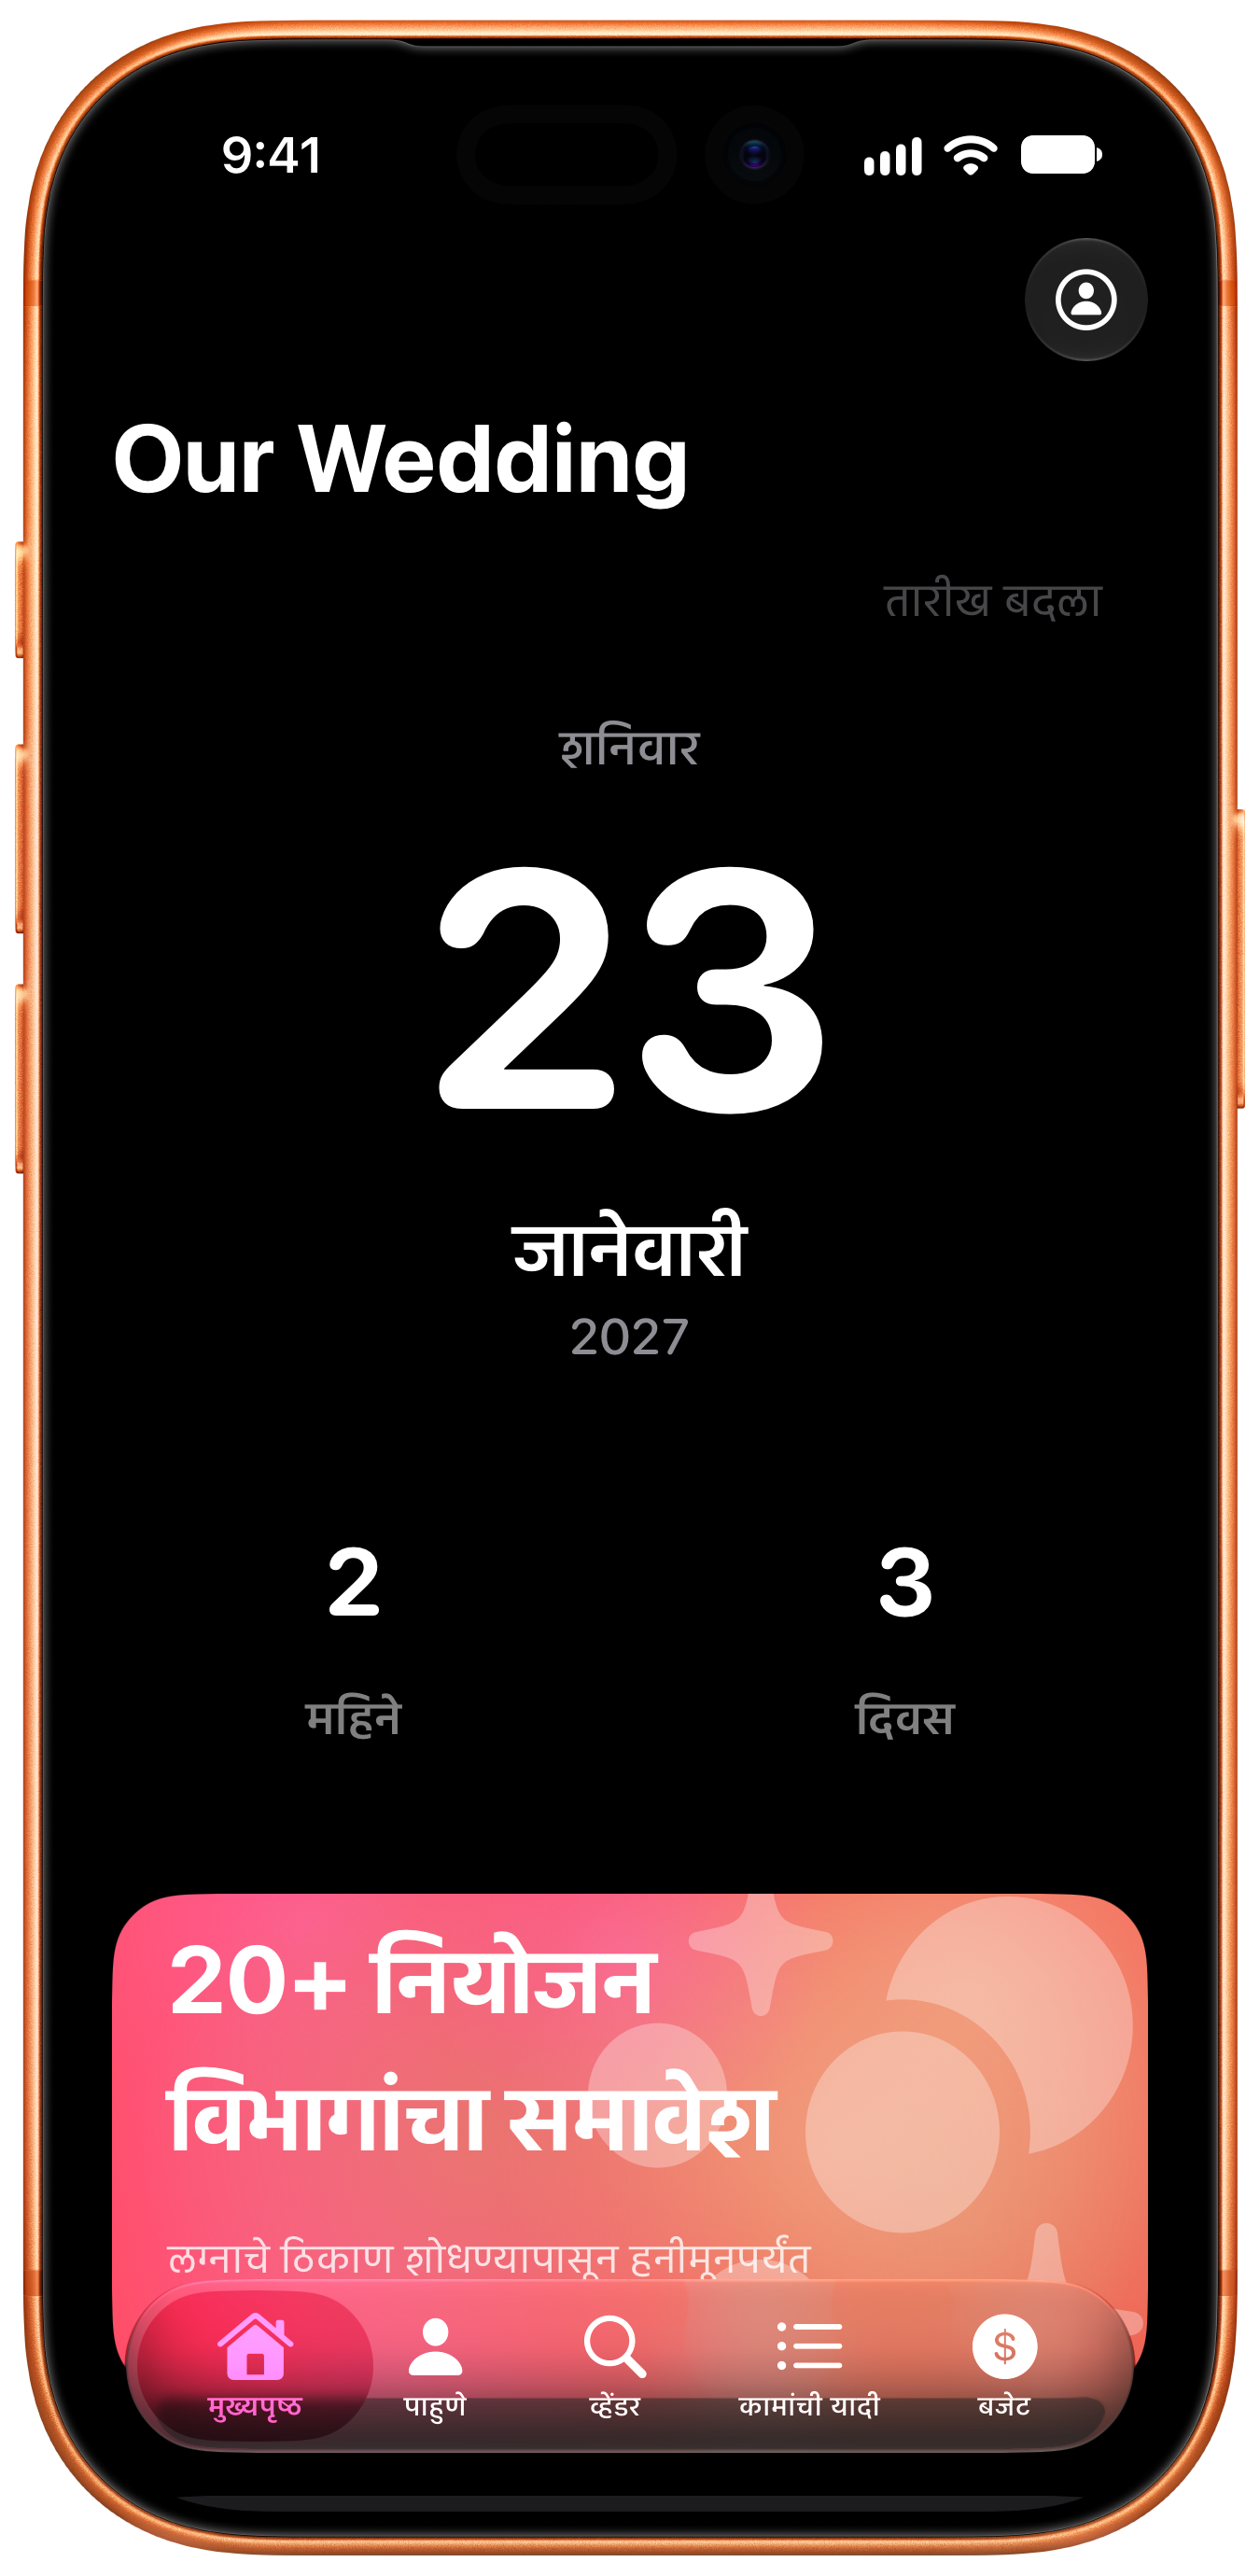 9:41
Our Wedding
तारीख बदला
शनिवार
23
जानेवारी
2027
2
3
महिने
दिवस
20+ नियोजन
विभागांचा समावेश
लग्नाचे ठिकाण शोधण्यापासून हनीमूनपर्यंत
$
मुख्यपृष्ठ
पाहुणे
व्हेंडर
कामांची यादी
बजेट